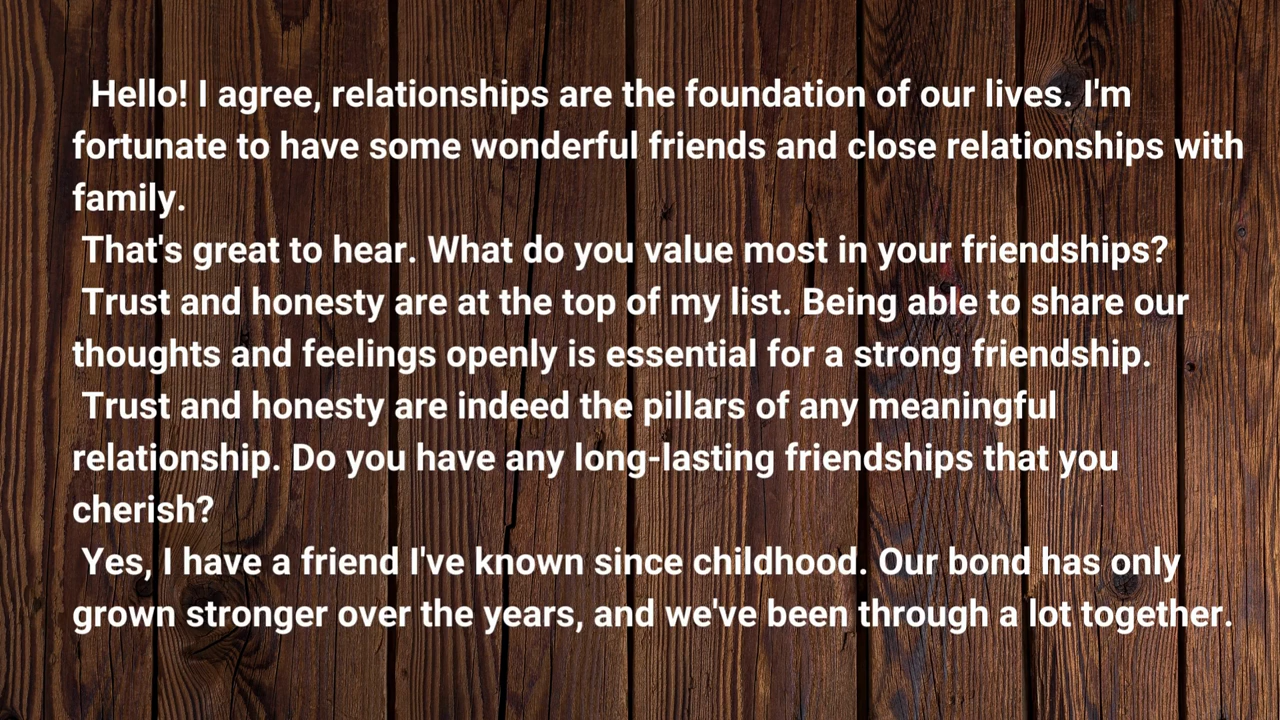 Hello! I agree, relationships are the foundation of our lives. I'm
fortunate to have some wonderful friends and close relationships with
family.
That's great to hear. What do you value most in your friendships?
Trust and honesty are at the top of my list. Being able to share our
thoughts and feelings openly is essential for a strong friendship.
Trust and honesty are indeed the pillars of any meaningful
relationship. Do you have any long-lasting friendships that you
cherish?
Yes, I have a friend I've known since childhood. Our bond has only
grown stronger over the years, and we've been through a lot together.